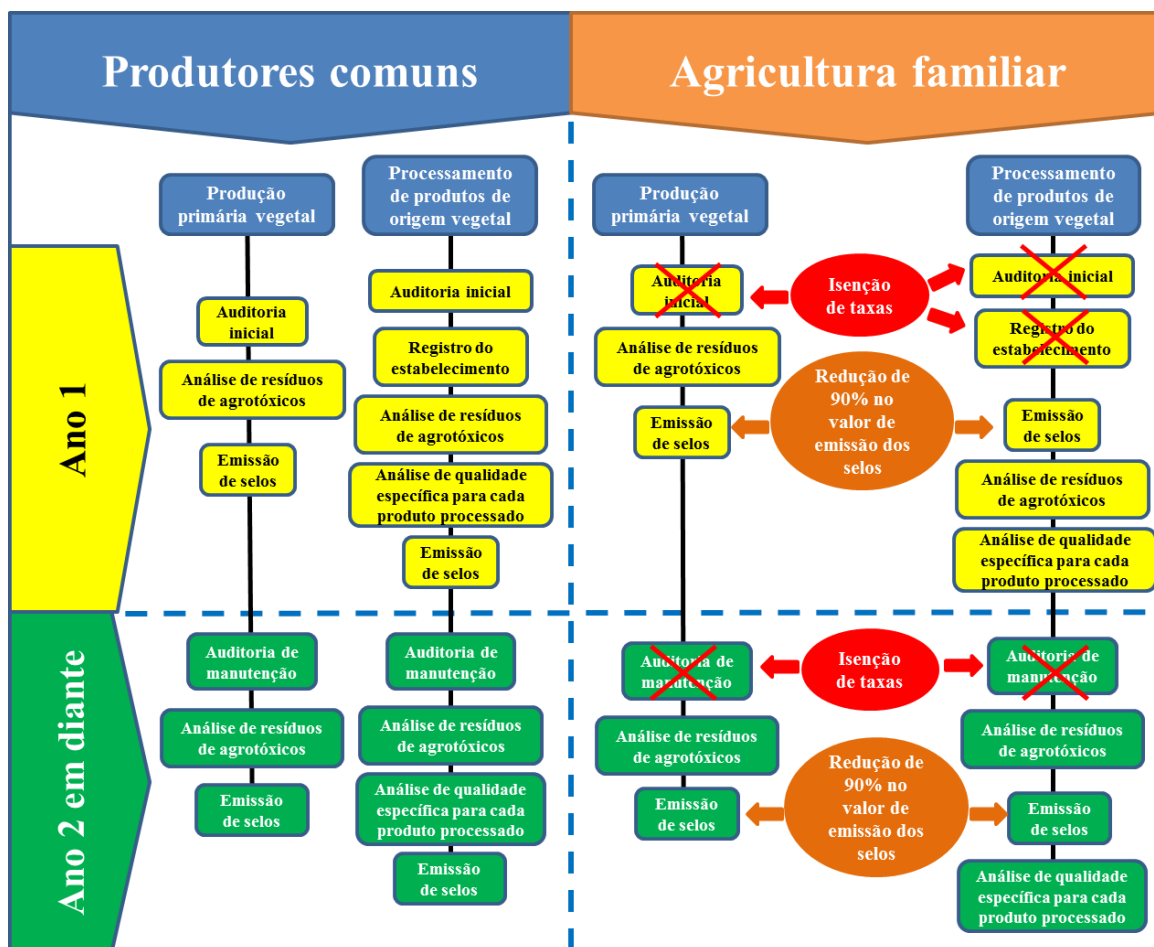 Produtores comuns
Agricultura familiar
Ano 1
Ano 2 em diante
Produção
primária vegetal
Auditoria
inicial
Análise de resíduos
de agrotóxicos
Emissão
de selos
Auditoria de
manutenção
Análise de resíduos
de agrotóxicos
Emissão
de selos
Processamento
de produtos de
origem vegetal
Auditoria inicial
Registro do
estabelecimento
Análise de resíduos
de agrotóxicos
Análise de qualidade
específica para cada
produto processado
Emissão
de selos
Auditoria de
manutenção
Análise de resíduos
de agrotóxicos
Análise de qualidade
específica para cada
produto processado
Emissão
de selos
Produção
primária vegetal
Auditoria
inicial
Análise de resíduos
de agrotóxicos
Emissão
de selos
Auditoria de
manutenção
Análise de resíduos
de agrotóxicos
Emissão
de selos
Isenção
de taxas
Redução de
90% no
valor de
emissão dos
selos
Isenção
de taxas
Redução de
90% no
valor de
emissão dos
selos
Processamento
de produtos de
origem vegetal
Auditoria inicial
Registro do
estabelecimento
Emissão
de selos
Análise de resíduos
de agrotóxicos
Análise de qualidade
específica para cada
produto processado
Auditoria de
manutenção
Análise de resíduos
de agrotóxicos
Emissão
de selos
Análise de qualidade
específica para cada
produto processado